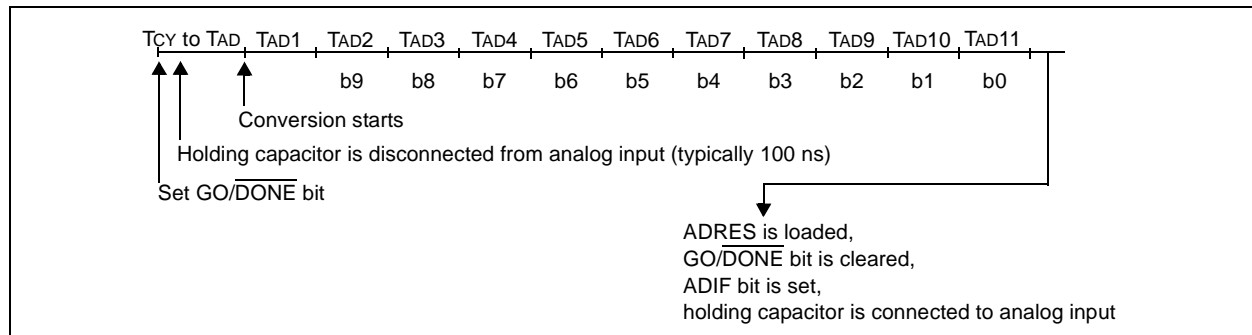 TCY to TAD TAD1 TAD2 TAD3 TAD4 TAD5 TAD6 TAD7 TAD8 TAD9 TAD10 TAD11
b9 b8 b7 b6 b5 b4 b3 b2 b1 b0
Conversion starts
Holding capacitor is disconnected from analog input (typically 100 ns)
Set GO/DONE bit
ADRES is loaded,
GO/DONE bit is cleared,
ADIF bit is set,
holding capacitor is connected to analog input